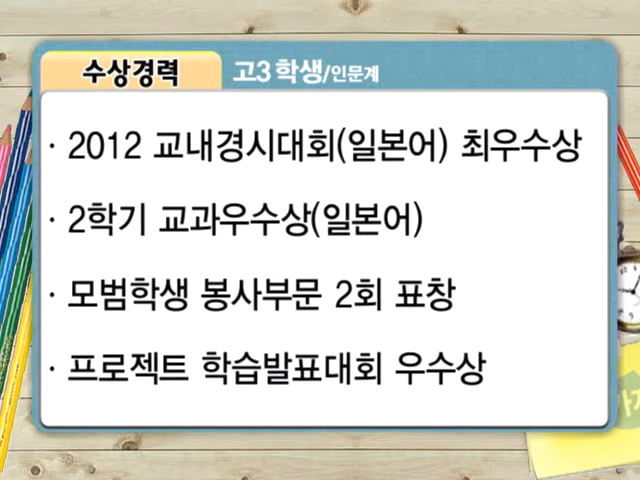 수상경력 고3 학생/인문계
· 2012 교내경시대회(일본어) 최우수상
· 2학기 교과우수상(일본어)
· 모범학생 봉사부문 2회 표창
· 프로젝트 학습발표대회 우수상